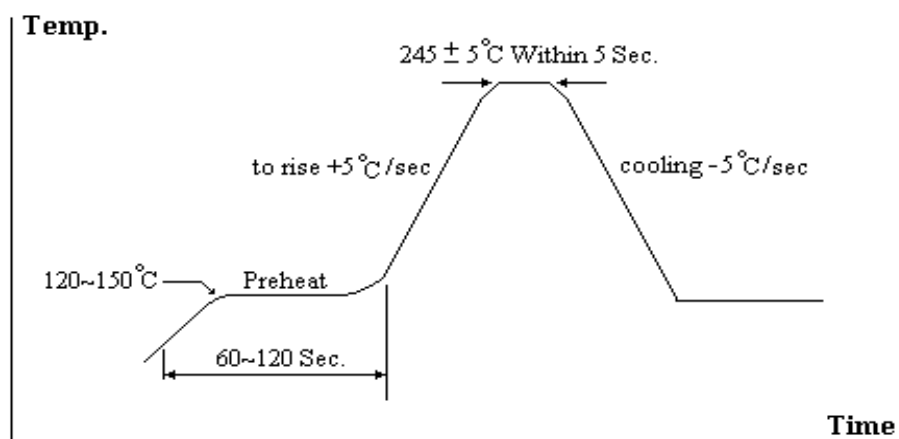 Temp.
245 ± 5°C Within 5 Sec.
to rise +5°C/sec
cooling -5°C/sec
120~150°C
Preheat
60~120 Sec.
Time